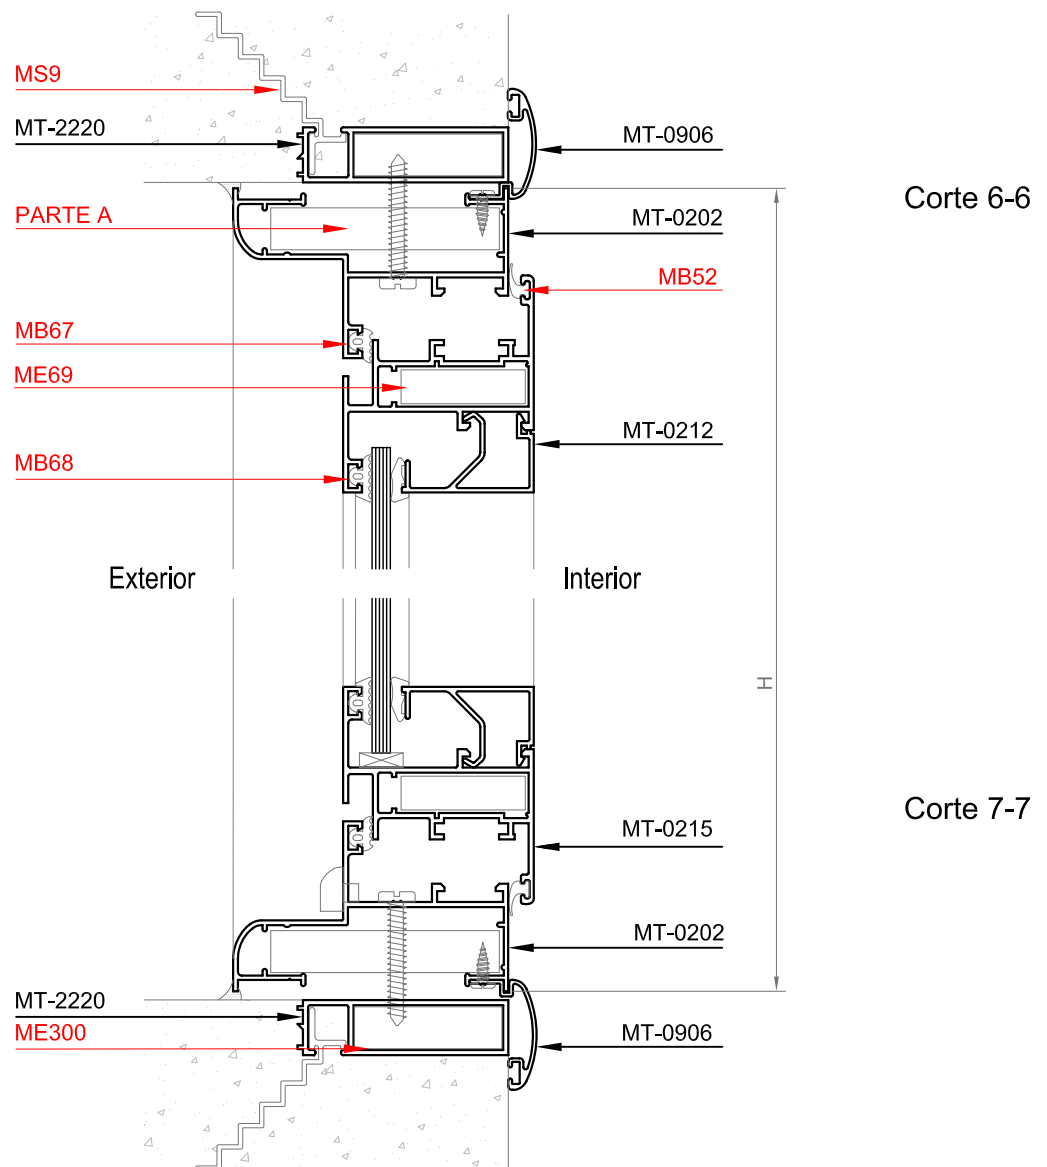 MS9
MT-2220
MT-0906
Corte 6-6
PARTE A
MT-0202
MB52
MB67
ME69
MT-0212
MB68
Exterior
Interior
H
Corte 7-7
MT-0215
MT-0202
MT-2220
ME300
MT-0906